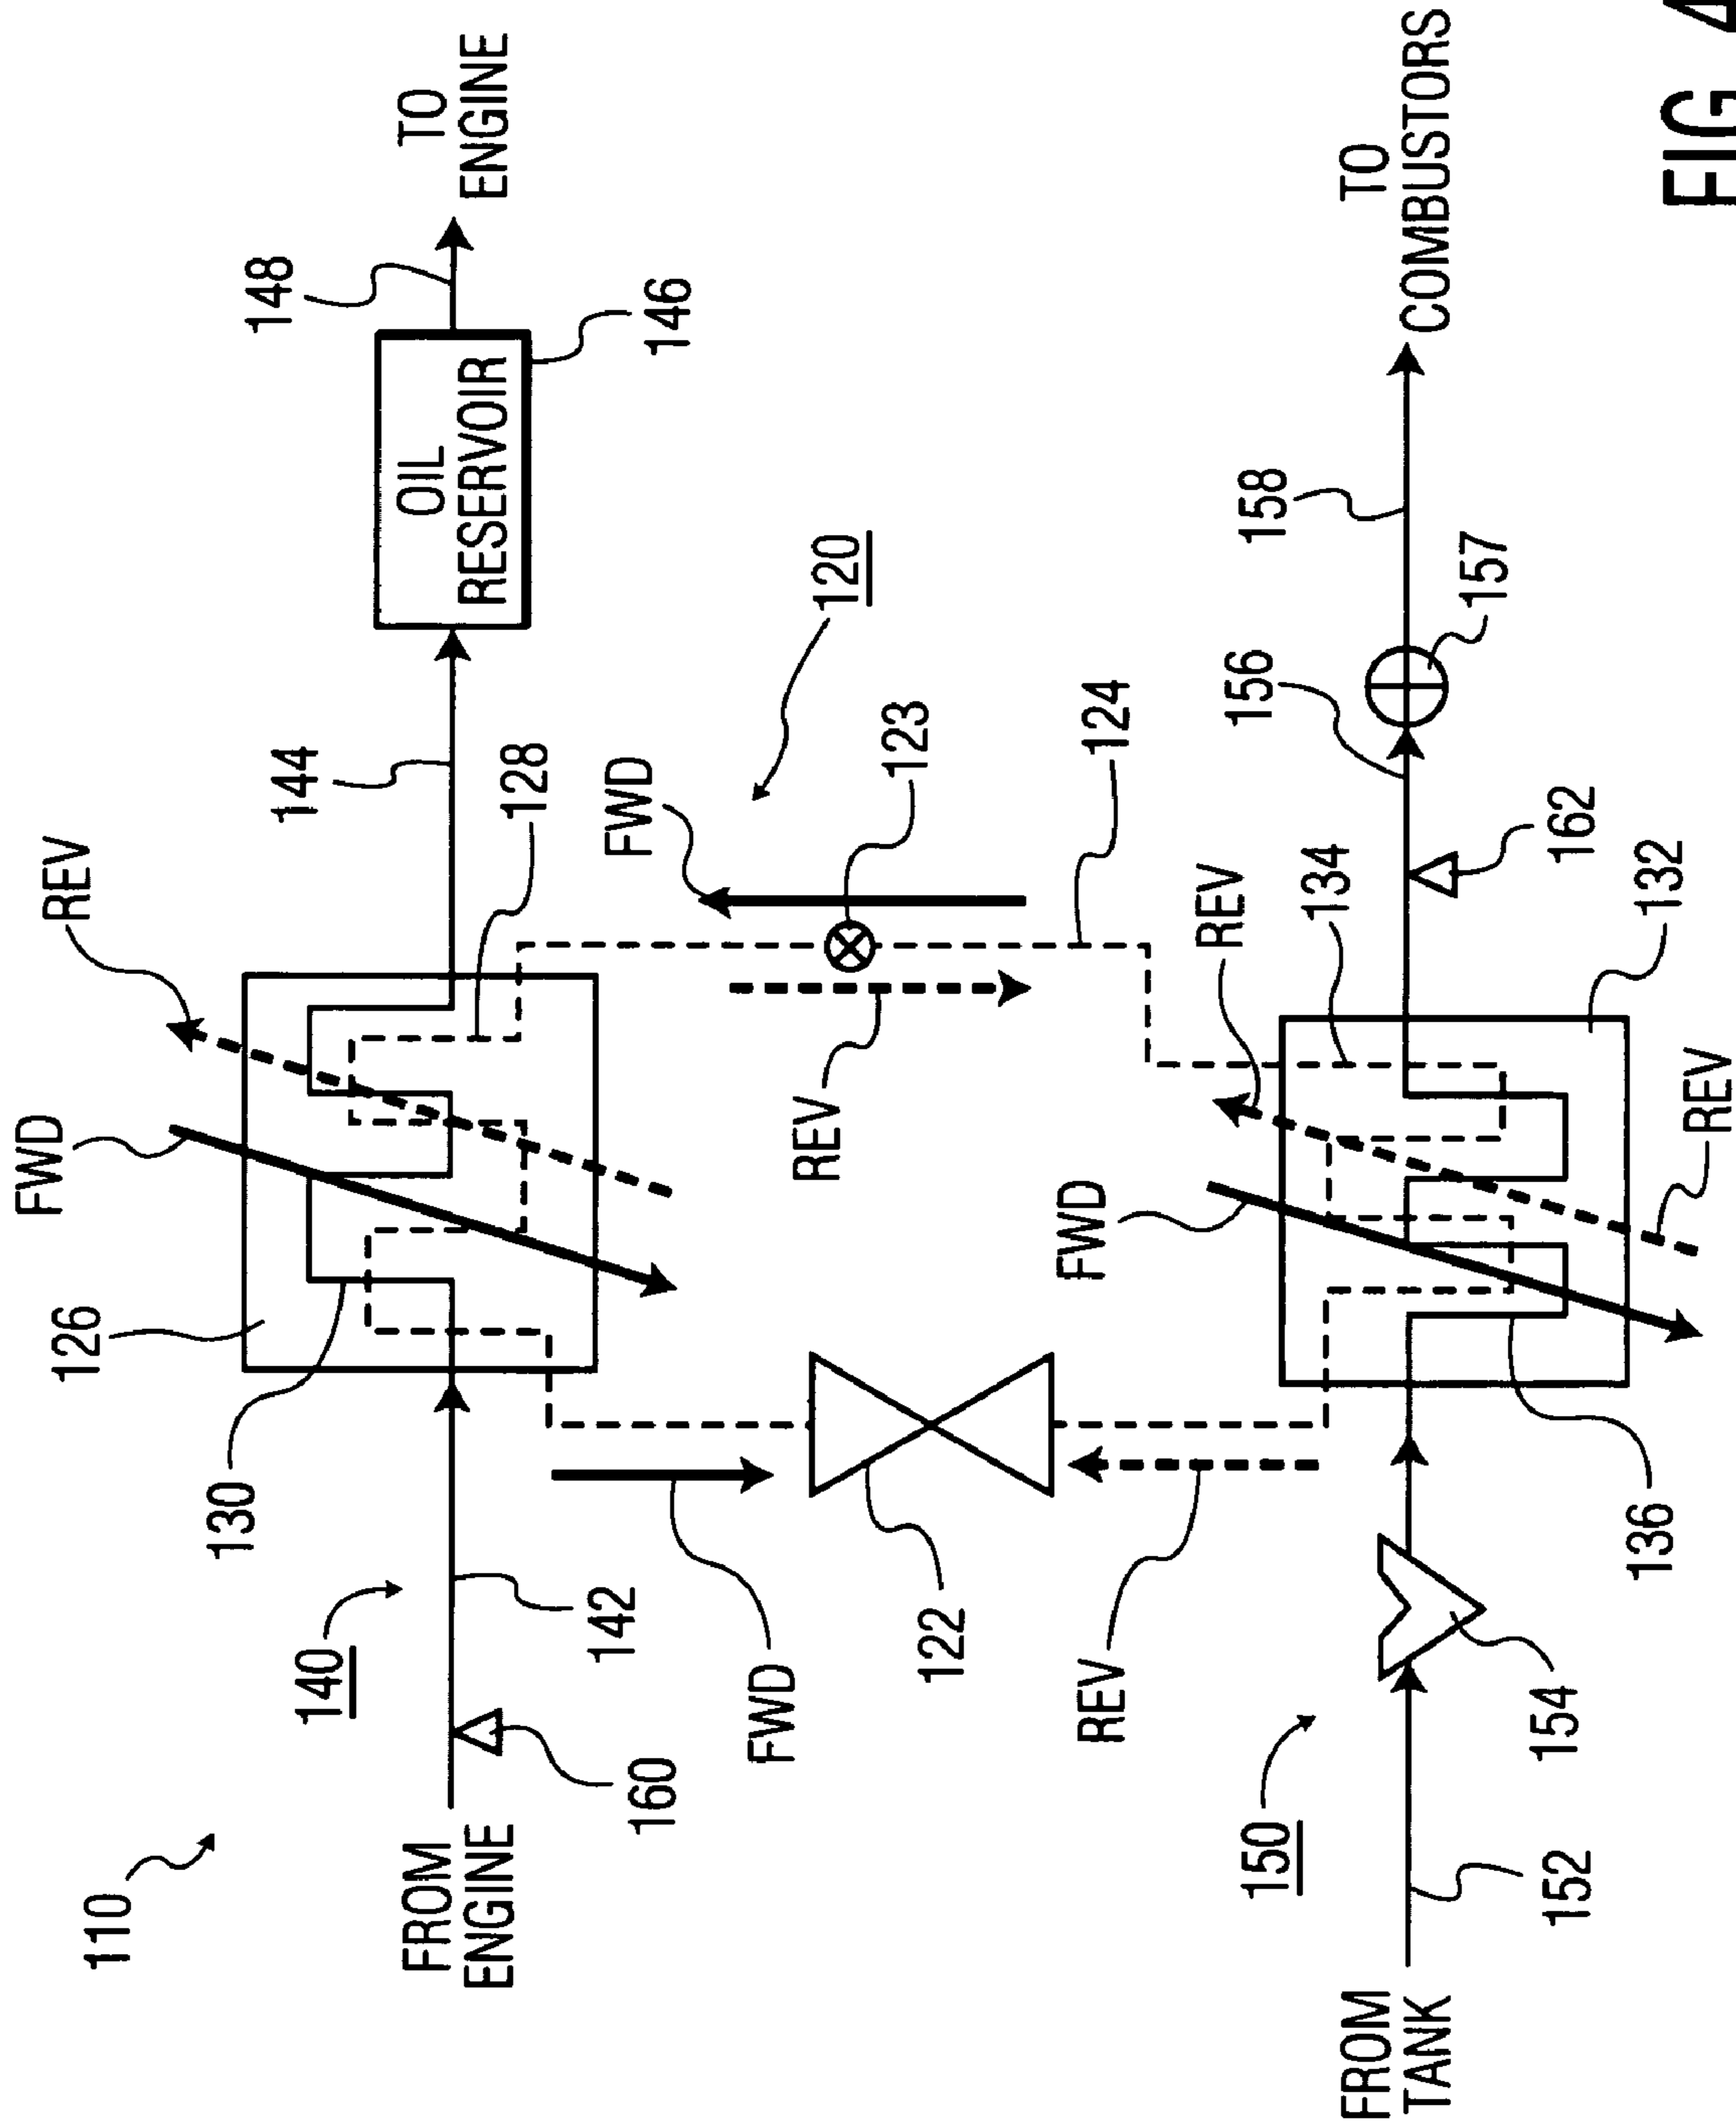 110
FROM
ENGINE
160
140
142
130
126
FWD
REV
144
128
OIL
RESERVOIR
146
148
TO
ENGINE
FWD
122
REV
FWD
REV
123
120
124
FROM
TANK
152
150
154
136
FWD
REV
REV
134
132
162
156
157
158
TO
COMBUSTORS
FIG 4